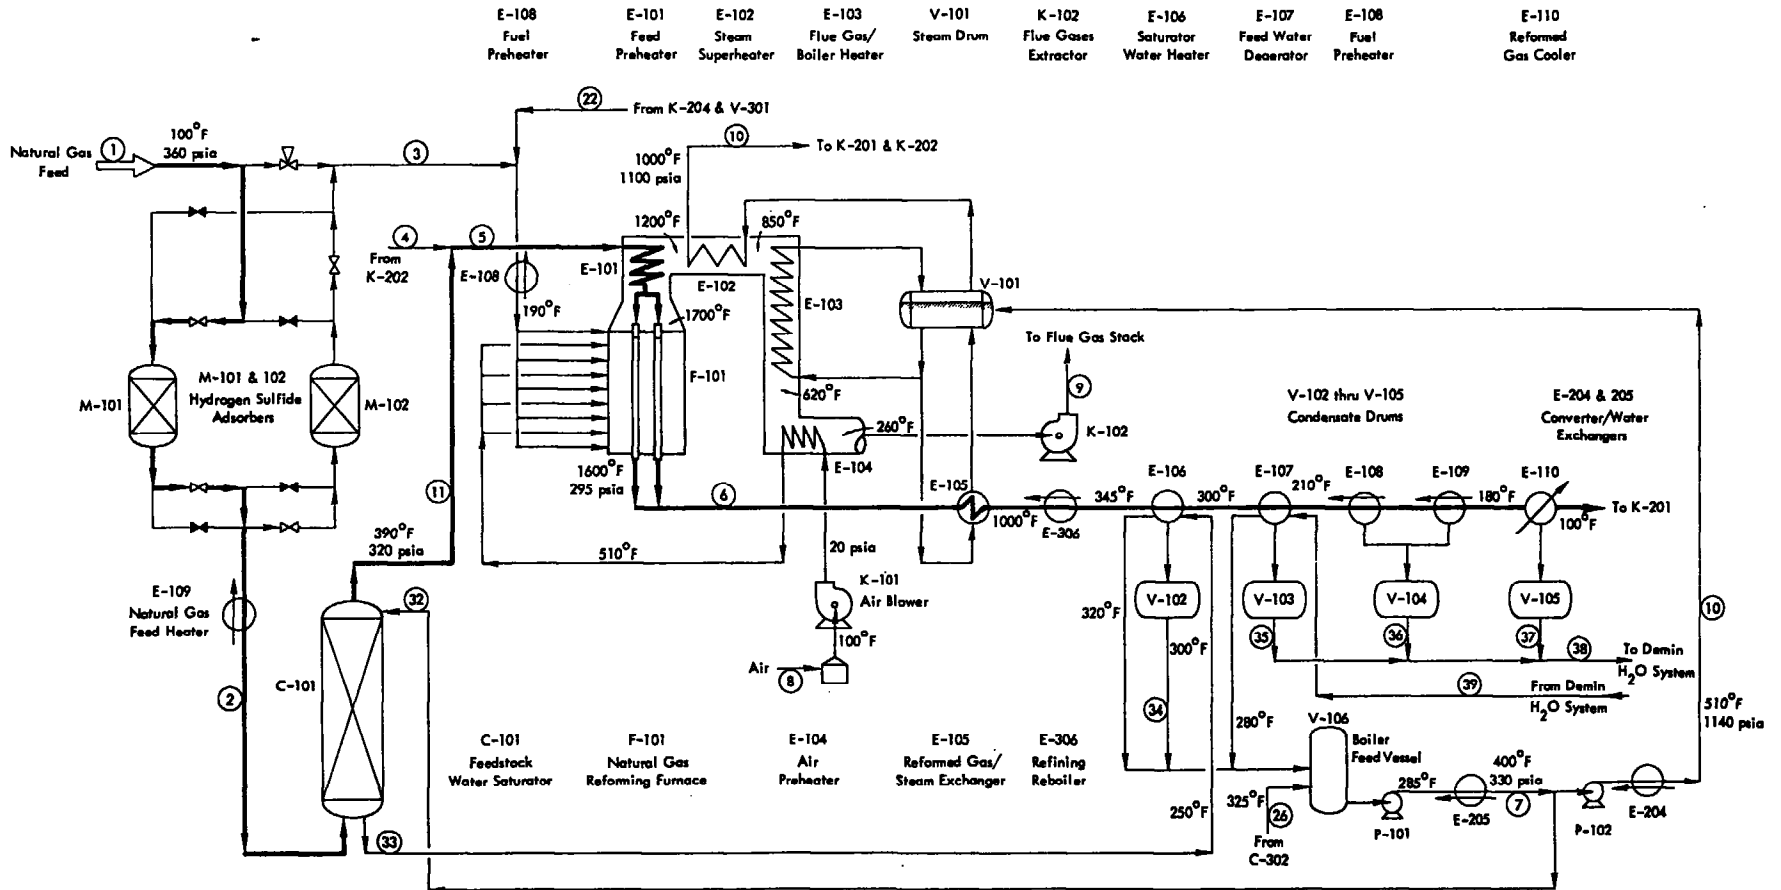 E-108
Fuel
Preheater
E-101
Feed
Preheater
E-102
Steam
Superheater
E-103
Flue Gas/
Boiler Heater
V-101
Steam Drum
K-102
Flue Gases
Extractor
E-106
Saturator
Water Heater
E-107
Feed Water
Deaerator
E-108
Fuel
Preheater
E-110
Reformed
Gas Cooler
22
From K-204 & V-301
10
To K-201 & K-202
1000°F
1100 psia
Natural Gas
Feed
1
100°F
360 psia
3
4
From
K-202
5
E-108
190°F
1200°F
850°F
E-101
E-102
E-103
1700°F
F-101
620°F
260°F
E-104
V-101
To Flue Gas Stack
9
K-102
M-101
M-101 & 102
Hydrogen Sulfide
Adsorbers
M-102
V-102 thru V-105
Condensate Drums
E-204 & 205
Converter/Water
Exchangers
1600°F
295 psia
6
E-105
1000°F
E-306
345°F
E-106
300°F
E-107
210°F
E-108
E-109
180°F
E-110
100°F
To K-201
11
390°F
320 psia
510°F
20 psia
K-101
Air Blower
100°F
Air
8
E-109
Natural Gas
Feed Heater
32
C-101
2
33
V-102
V-103
V-104
V-105
320°F
300°F
34
35
36
37
38
To Demin
H2O System
39
From Demin
H2O System
10
510°F
1140 psia
280°F
250°F
C-101
Feedstock
Water Saturator
F-101
Natural Gas
Reforming Furnace
E-104
Air
Preheater
E-105
Reformed Gas/
Steam Exchanger
E-306
Refining
Reboiler
V-106
Boiler
Feed Vessel
325°F
26
From
C-302
P-101
285°F
E-205
400°F
330 psia
7
P-102
E-204